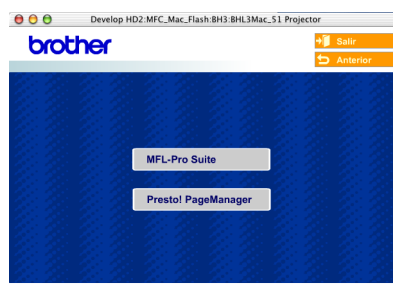 Develop HD2:MFC_Mac_Flash:BH3:BHL3Mac_51 Projector
brother
Salir
Anterior
MFL-Pro Suite
Presto! PageManager